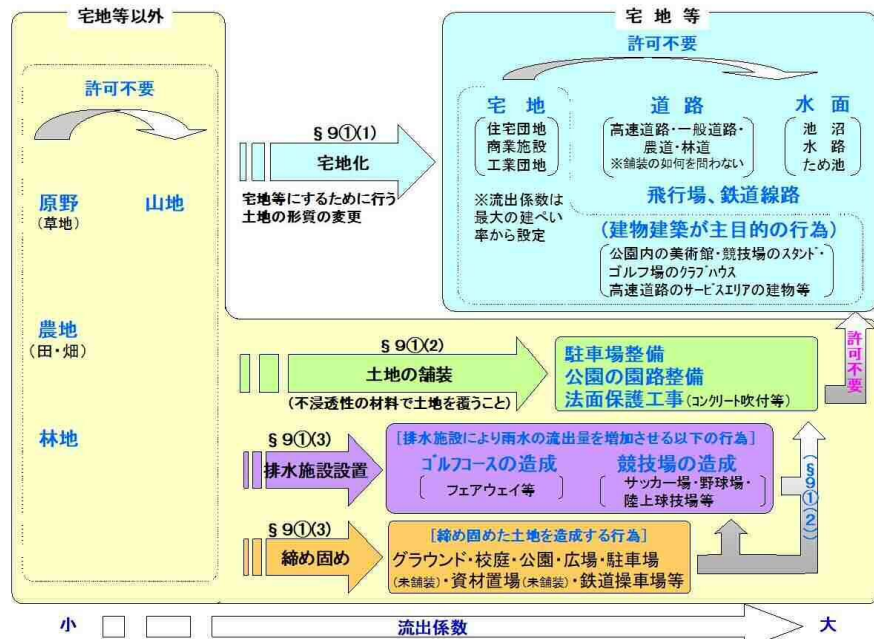 宅地等以外
許可不要
原野
(草地)
山地
農地
(田・畑)
林地
§9①(1)
宅地化
宅地等にするために行う
土地の形質の変更
宅地等
許可不要
宅地
住宅団地
商業施設
工業団地
※流出係数は
最大の建ぺい
率から設定
道路
高速道路・一般道路・
農道・林道
※舗装の如何を問わない
水面
池沼
水路
ため池
飛行場、鉄道線路
(建物建築が主目的の行為)
公園内の美術館・競技場のスタンド・
ゴルフ場のクラブハウス
高速道路のサービスエリアの建物等
§9①(2)
土地の舗装
(不浸透性の材料で土地を覆うこと)
駐車場整備
公園の園路整備
法面保護工事(コンクリート吹付等)
許可不要
§9①(3)
排水施設設置
[排水施設により雨水の流出量を増加させる以下の行為]
ゴルフコースの造成
フェアウェイ等
競技場の造成
サッカー場・野球場・
陸上球技場等
(§9①(2))
§9①(3)
締め固め
[締め固めた土地を造成する行為]
グラウンド・校庭・公園・広場・駐車場
(未舗装)・資材置場(未舗装)・鉄道操車場等
小
流出係数
大